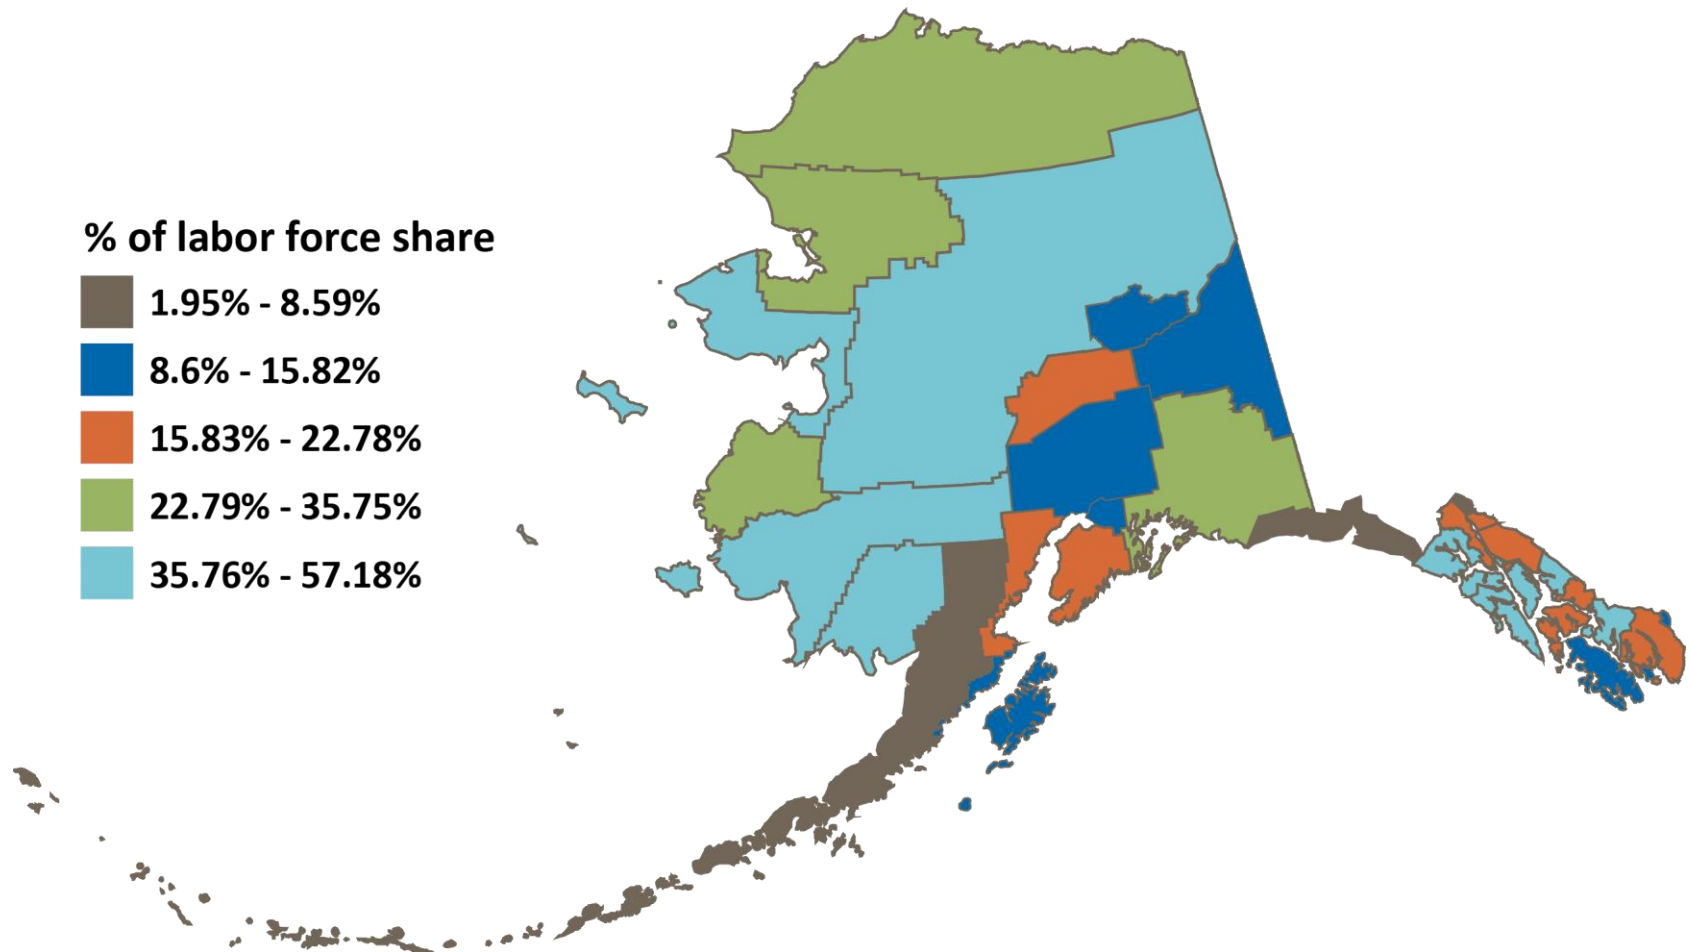 % of labor force share
1.95% - 8.59%
8.6% - 15.82%
15.83% - 22.78%
22.79% - 35.75%
35.76% - 57.18%